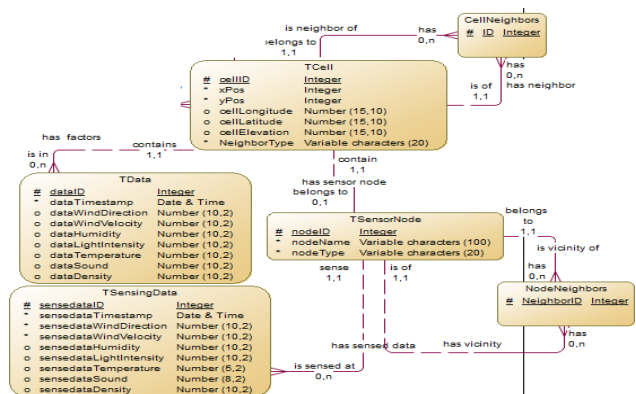 CellNeighbors
# ID Integer
is neighbor of
has
0,n
belongs to
1,1
TCell
# cellID Integer
* xPos Integer
* yPos Integer
o cellLongitude Number (15,10)
o cellLatitude Number (15,10)
o cellElevation Number (15,10)
* NeighborType Variable characters (20)
has
0,n
has neighbor
is of
1,1
has factors
contains
1,1
is in
0,n
contain
1,1
has sensor node
belongs to
0,1
TData
# dataID Integer
* dataTimestamp Date & Time
o dataWindDirection Number (10,2)
o dataWindVelocity Number (10,2)
o dataHumidity Number (10,2)
o dataLightIntensity Number (10,2)
o dataTemperature Number (10,2)
o dataSound Number (10,2)
o dataDensity Number (10,2)
TSensorNode
# nodeID Integer
* nodeName Variable characters (100)
* nodeType Variable characters (20)
belongs to
1,1
is vicinity of
has
0,n
sense
1,1
is of
1,1
NodeNeighbors
# NeighborID Integer
TSensingData
# sensedataID Integer
* sensedataTimestamp Date & Time
* sensedataWindDirection Number (10,2)
* sensedataWindVelocity Number (10,2)
o sensedataHumidity Number (10,2)
o sensedataLightIntensity Number (10,2)
o sensedataTemperature Number (5,2)
o sensedataSound Number (8,2)
o sensedataDensity Number (10,2)
has sensed data
has vicinity
has
0,n
is sensed at
0,n